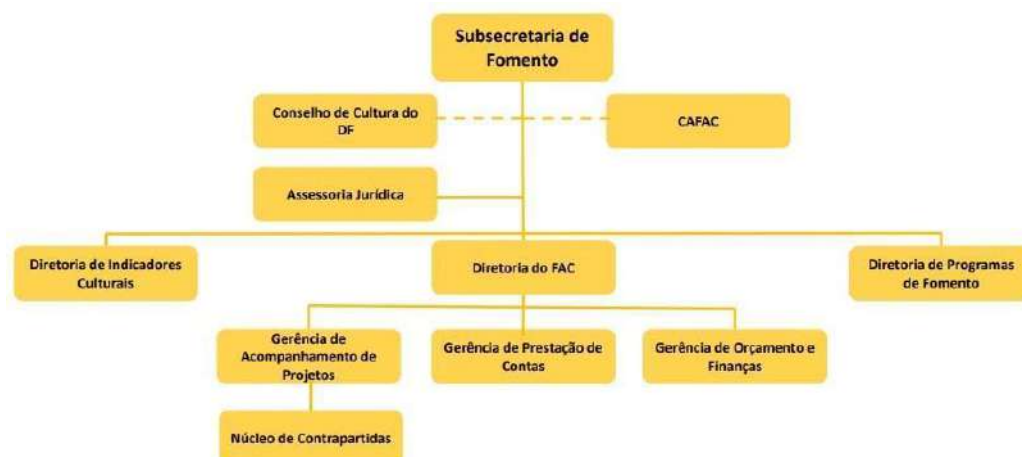 Subsecretaria de
Fomento
Conselho de Cultura do
DF
CAFAC
Assessoria Jurídica
Diretoria de Indicadores
Culturais
Diretoria do FAC
Diretoria de Programas
de Fomento
Gerência de
Acompanhamento de
Projetos
Gerência de Prestação de
Contas
Gerência de Orçamento e
Finanças
Núcleo de Contrapartidas